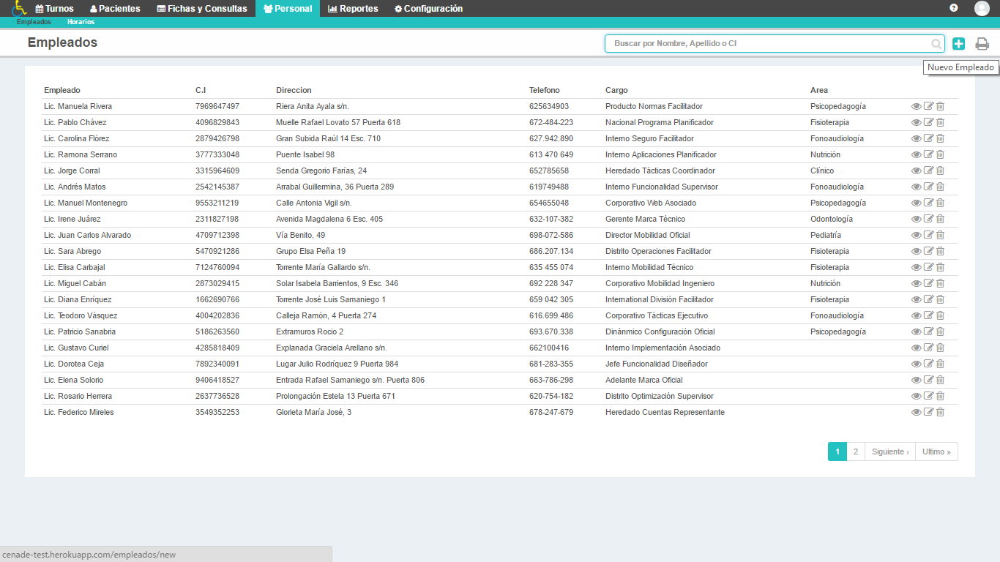 Turnos Pacientes Fichas y Consultas Personal Reportes Configuración
Empleados Horarios
Empleados Buscar por Nombre, Apellido o CI
Nuevo Empleado
Empleado C.I Direccion Telefono Cargo Area
Lic. Manuela Rivera 7969647497 Riera Anita Ayala s/n. 625634903 Producto Normas Facilitador Psicopedagogía
Lic. Pablo Chávez 4096829843 Muelle Rafael Lovato 57 Puerta 618 672-484-223 Nacional Programa Planificador Fisioterapia
Lic. Carolina Flórez 2879426798 Gran Subida Raúl 14 Esc. 710 627.942.890 Interno Seguro Facilitador Fonoaudiología
Lic. Ramona Serrano 3777333048 Puente Isabel 98 613 470 649 Interno Aplicaciones Planificador Nutrición
Lic. Jorge Corral 3315964609 Senda Gregorio Farías, 24 652785658 Heredado Tácticas Coordinador Clínico
Lic. Andrés Matos 2542145387 Arrabal Guillermina, 36 Puerta 289 619749488 Interno Funcionalidad Supervisor Fonoaudiología
Lic. Manuel Montenegro 9553211219 Calle Antonia Vigil s/n. 654655048 Corporativo Web Asociado Psicopedagogía
Lic. Irene Juárez 2311827198 Avenida Magdalena 6 Esc. 405 632-107-382 Gerente Marca Técnico Odontología
Lic. Juan Carlos Alvarado 4709712398 Vía Benito, 49 698-072-586 Director Mobilidad Oficial Pediatría
Lic. Sara Abrego 5470921286 Grupo Elsa Peña 19 686.207.134 Distrito Operaciones Facilitador Fisioterapia
Lic. Elisa Carbajal 7124760094 Torrente María Gallardo s/n. 635 455 074 Interno Mobilidad Técnico Fisioterapia
Lic. Miguel Cabán 2873029415 Solar Isabela Barrientos, 9 Esc. 346 692 228 347 Corporativo Mobilidad Ingeniero Nutrición
Lic. Diana Enríquez 1662690766 Torrente José Luis Samaniego 1 659 042 305 International División Facilitador Fisioterapia
Lic. Teodoro Vásquez 4004202836 Calleja Ramón, 4 Puerta 274 616.699.486 Corporativo Tácticas Ejecutivo Fonoaudiología
Lic. Patricio Sanabria 5186263560 Extramuros Rocio 2 693.670.338 Dinánmico Configuración Oficial Psicopedagogía
Lic. Gustavo Curiel 4285818409 Explanada Graciela Arellano s/n. 662100416 Interno Implementación Asociado
Lic. Dorotea Ceja 7892340091 Lugar Julio Rodríquez 9 Puerta 984 681-283-355 Jefe Funcionalidad Diseñador
Lic. Elena Solorio 9406418527 Entrada Rafael Samaniego s/n. Puerta 806 663-786-298 Adelante Marca Oficial
Lic. Rosario Herrera 2637736528 Prolongación Estela 13 Puerta 671 620-754-182 Distrito Optimización Supervisor
Lic. Federico Mireles 3549352253 Glorieta María José, 3 678-247-679 Heredado Cuentas Representante
1 2 Siguiente › Ultimo »
cenade-test.herokuapp.com/empleados/new